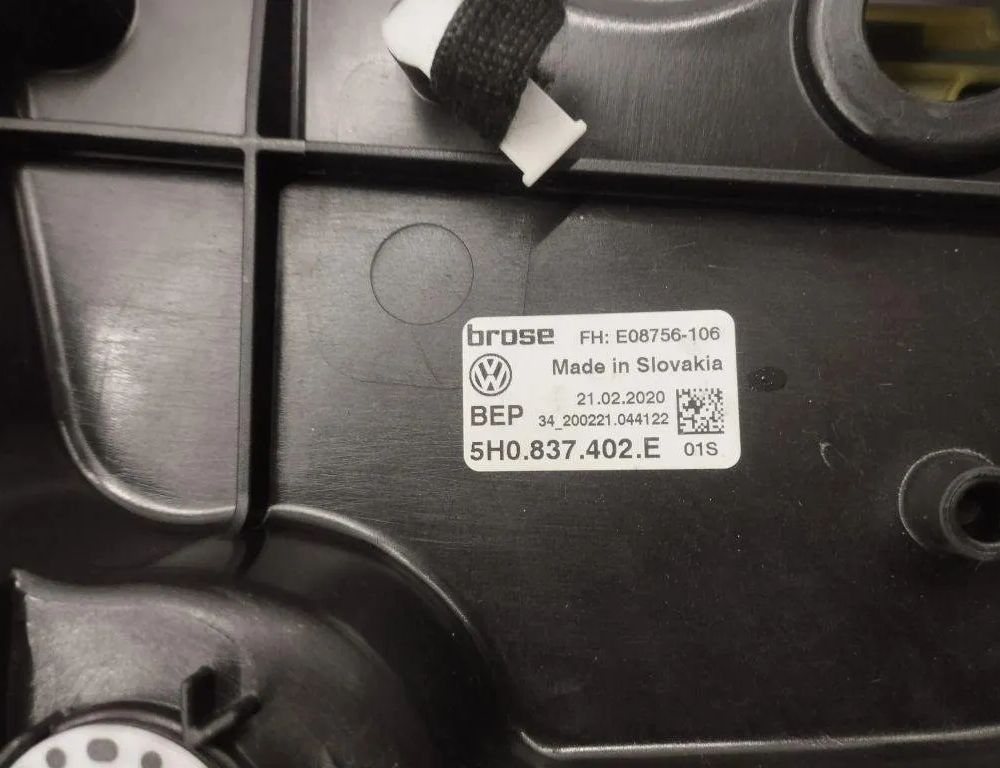 brose FH: E08756-106
Made in Slovakia
21.02.2020
BEP 34_200221.044122
5H0.837.402.E 01S